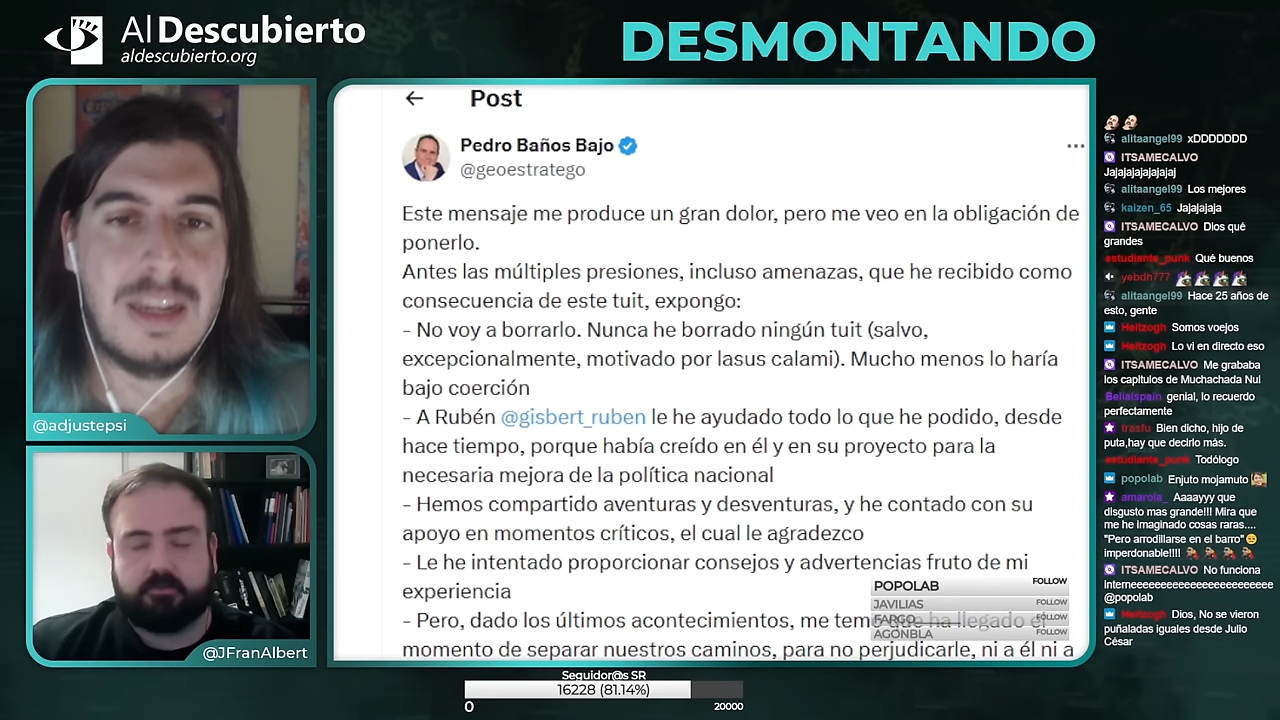 Al Descubierto
aldescubierto.org
DESMONTANDO
@adjustepsi
@JFranAlbert
Post
Pedro Baños Bajo
@geoestratego
Este mensaje me produce un gran dolor, pero me veo en la obligación de
ponerlo.
Antes las múltiples presiones, incluso amenazas, que he recibido como
consecuencia de este tuit, expongo:
- No voy a borrarlo. Nunca he borrado ningún tuit (salvo,
excepcionalmente, motivado por lasus calami). Mucho menos lo haría
bajo coerción
- A Rubén @gisbert_ruben le he ayudado todo lo que he podido, desde
hace tiempo, porque había creído en él y en su proyecto para la
necesaria mejora de la política nacional
- Hemos compartido aventuras y desventuras, y he contado con su
apoyo en momentos críticos, el cual le agradezco
- Le he intentado proporcionar consejos y advertencias fruto de mi
experiencia
- Pero, dado los último acontecimientos, me temo que ha llegado el
momento de separar nuestros caminos, para no perjudicarle, ni a él ni a
POPOLAB FOLLOW
JAVILIAS FOLLOW
FARGO FOLLOW
AGONBLA FOLLOW
alitaangel99 xDDDDDDD
ITSAMECALVO
Jajajajajajajaj
alitaangel99 Los mejores
kaizen_65 Jajajajaja
ITSAMECALVO Dios qué
grandes
estudiante_punk Qué buenos
yebdh777
alitaangel99 Hace 25 años de
esto, gente
Heitzogh Somos voejos
Heitzogh Lo vi en directo eso
ITSAMECALVO Me grababa
los capitulos de Muchachada Nui
Belialspain genial, lo recuerdo
perfectamente
trasfu Bien dicho, hijo de
puta,hay que decirlo más.
estudiante_punk Todólogo
popolab Enjuto mojamuto
amarola_ Aaaayyy que
disgusto mas grande!!! Mira que
me he imaginado cosas raras....
"Pero arrodillarse en el barro"
imperdonable!!!!
ITSAMECALVO No funciona
Interneeeeeeeeeeeeeeeeeeeeeee
@popolab
Heitzogh Dios, No se vieron
puñaladas iguales desde Julio
César
Seguidor@s SR
16228 (81.14%)
0
20000